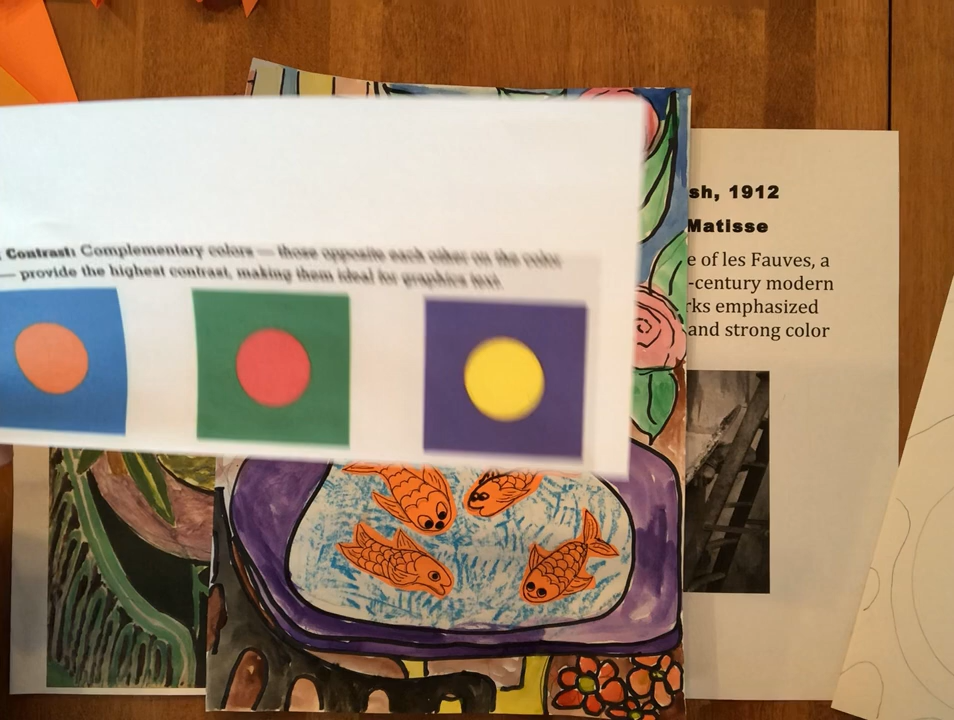 Contrast: Complementary colors — those opposite each other on the color
— provide the highest contrast, making them ideal for graphics text.
sh, 1912
Matisse
e of les Fauves, a
-century modern
rks emphasized
and strong color